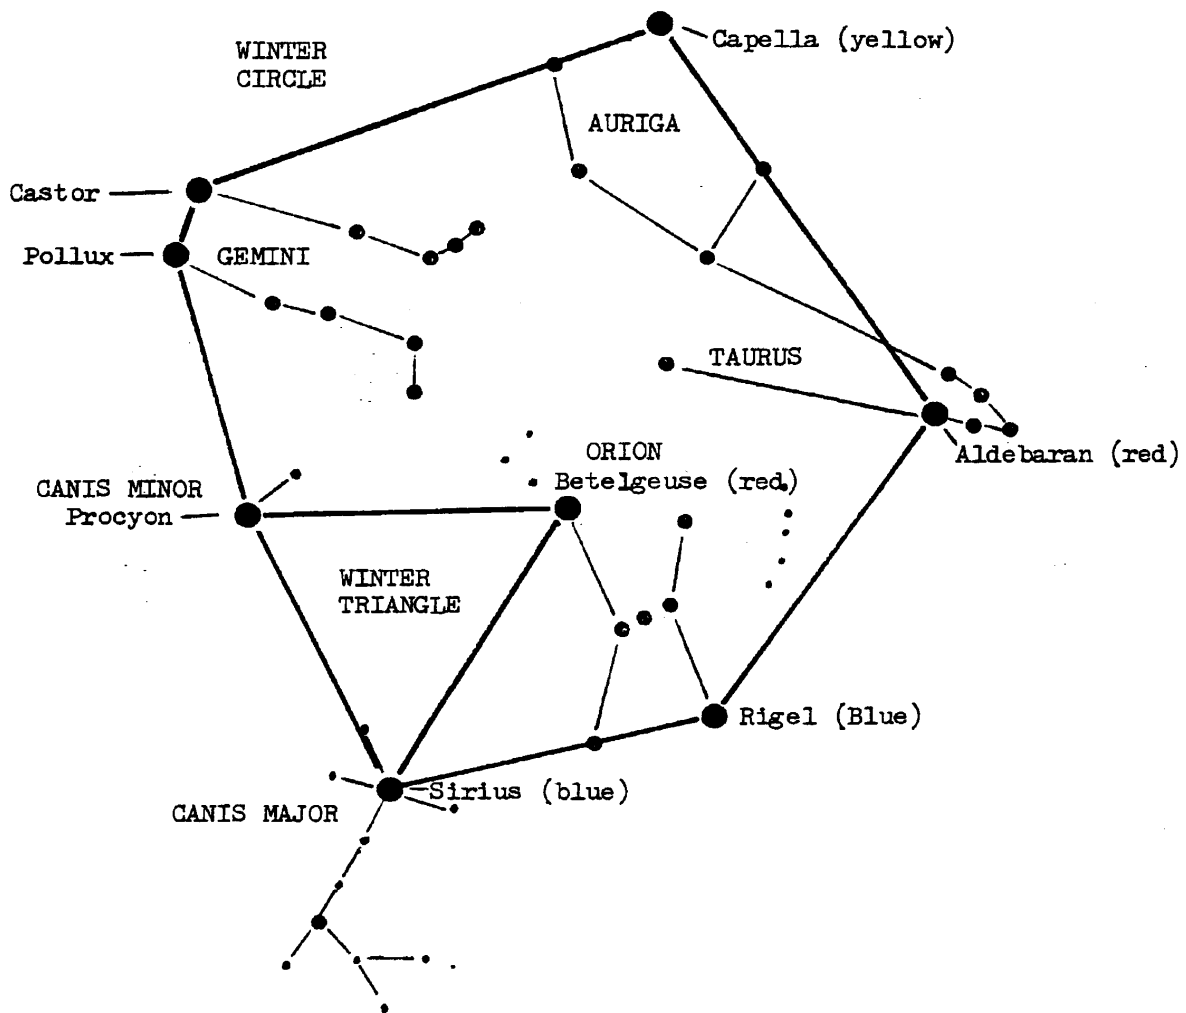 WINTER
CIRCLE
Capella (yellow)
AURIGA
Castor
Pollux
GEMINI
TAURUS
Aldebaran (red)
ORION
Betelgeuse (red)
CANIS MINOR
Procyon
WINTER
TRIANGLE
Rigel (Blue)
Sirius (blue)
CANIS MAJOR